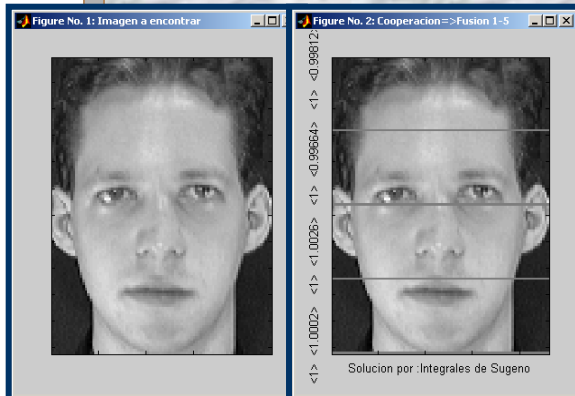 Figure No. 1: Imagen a encontrar
Figure No. 2: Cooperacion=>Fusion 1-5
<1> <1.0002> <1> <1.0026> <1> <0.99664> <1> <0.99812>
Solucion por :Integrales de Sugeno